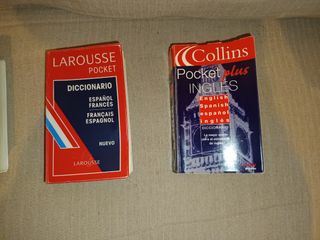 LAROUSSE
POCKET
DICCIONARIO
ESPAÑOL
FRANCÉS
FRANÇAIS
ESPAGNOL
NUEVO
LAROUSSE
Collins
Pocket plus
INGLÉS
English
Spanish
español
inglés
DICCIONARIO